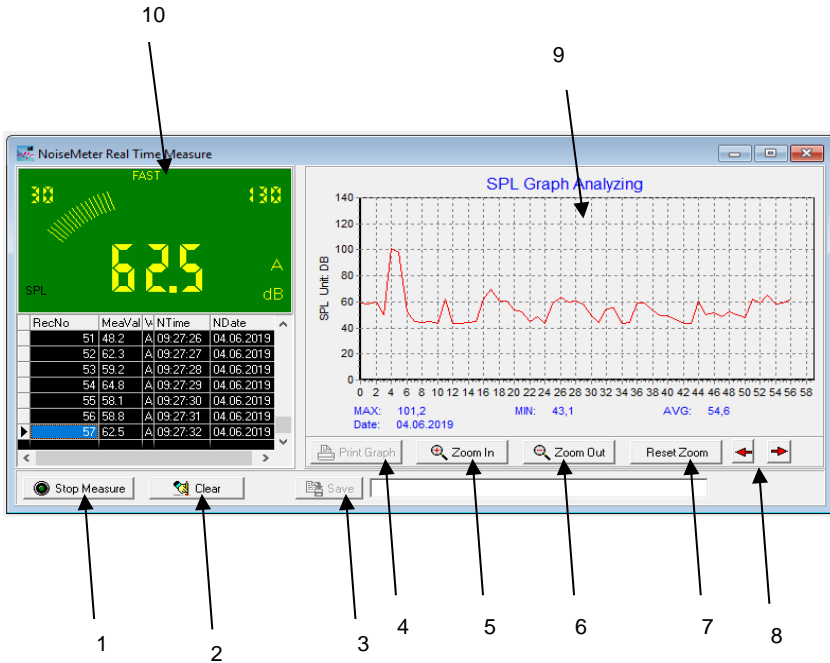 10
9
NoiseMeter Real Time Measure
FAST
30 130
62.5
A
SPL dB
RecNo MeaVal NTime NDate
51 48.2 A 09:27:26 04.06.2019
52 62.3 A 09:27:27 04.06.2019
53 59.2 A 09:27:28 04.06.2019
54 64.8 A 09:27:29 04.06.2019
55 58.1 A 09:27:30 04.06.2019
56 58.8 A 09:27:31 04.06.2019
57 62.5 A 09:27:32 04.06.2019
SPL Graph Analyzing
SPL Unit: DB
140
120
100
80
60
40
20
0
0 2 4 6 8 10 12 14 16 18 20 22 24 26 28 30 32 34 36 38 40 42 44 46 48 50 52 54 56 58
MAX: 101,2 MIN: 43,1 AVG: 54,6
Date: 04.06.2019
Print Graph Zoom In Zoom Out Reset Zoom
Stop Measure Clear Save
1 2 3 4 5 6 7 8